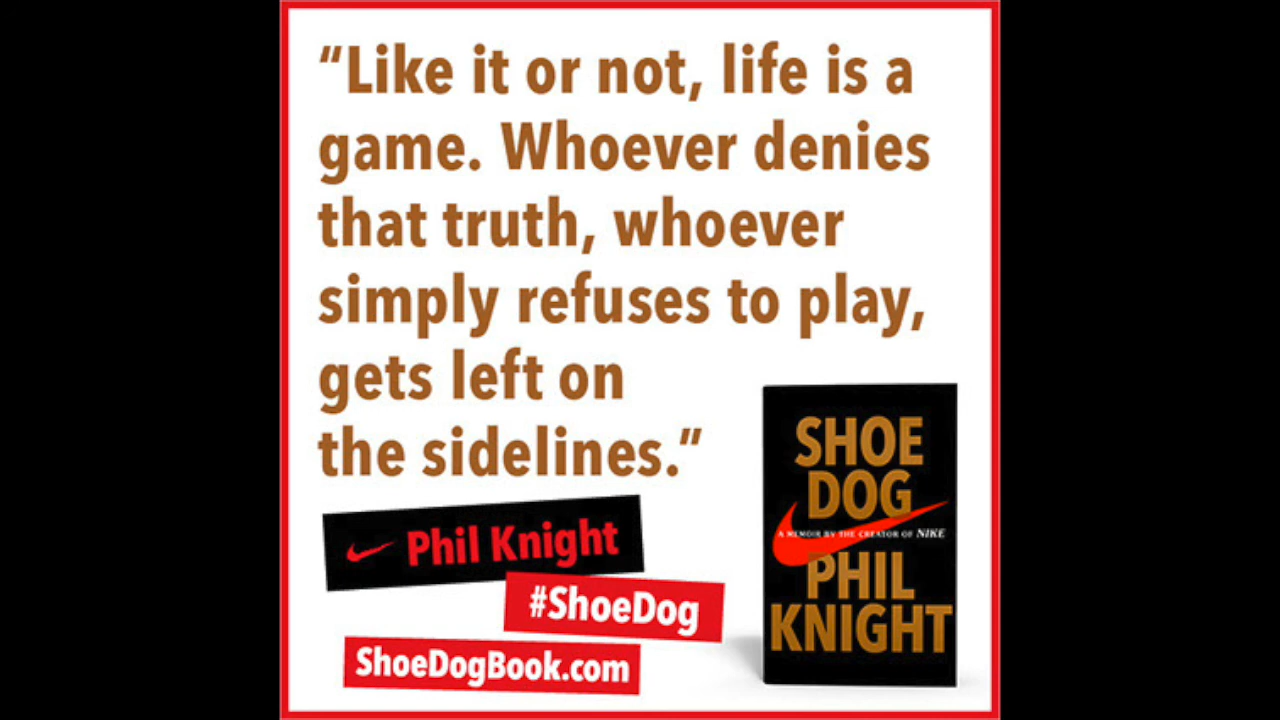 “Like it or not, life is a
game. Whoever denies
that truth, whoever
simply refuses to play,
gets left on
the sidelines.”
Phil Knight
#ShoeDog
ShoeDogBook.com
SHOE
DOG
A MEMOIR BY THE CREATOR OF NIKE
PHIL
KNIGHT